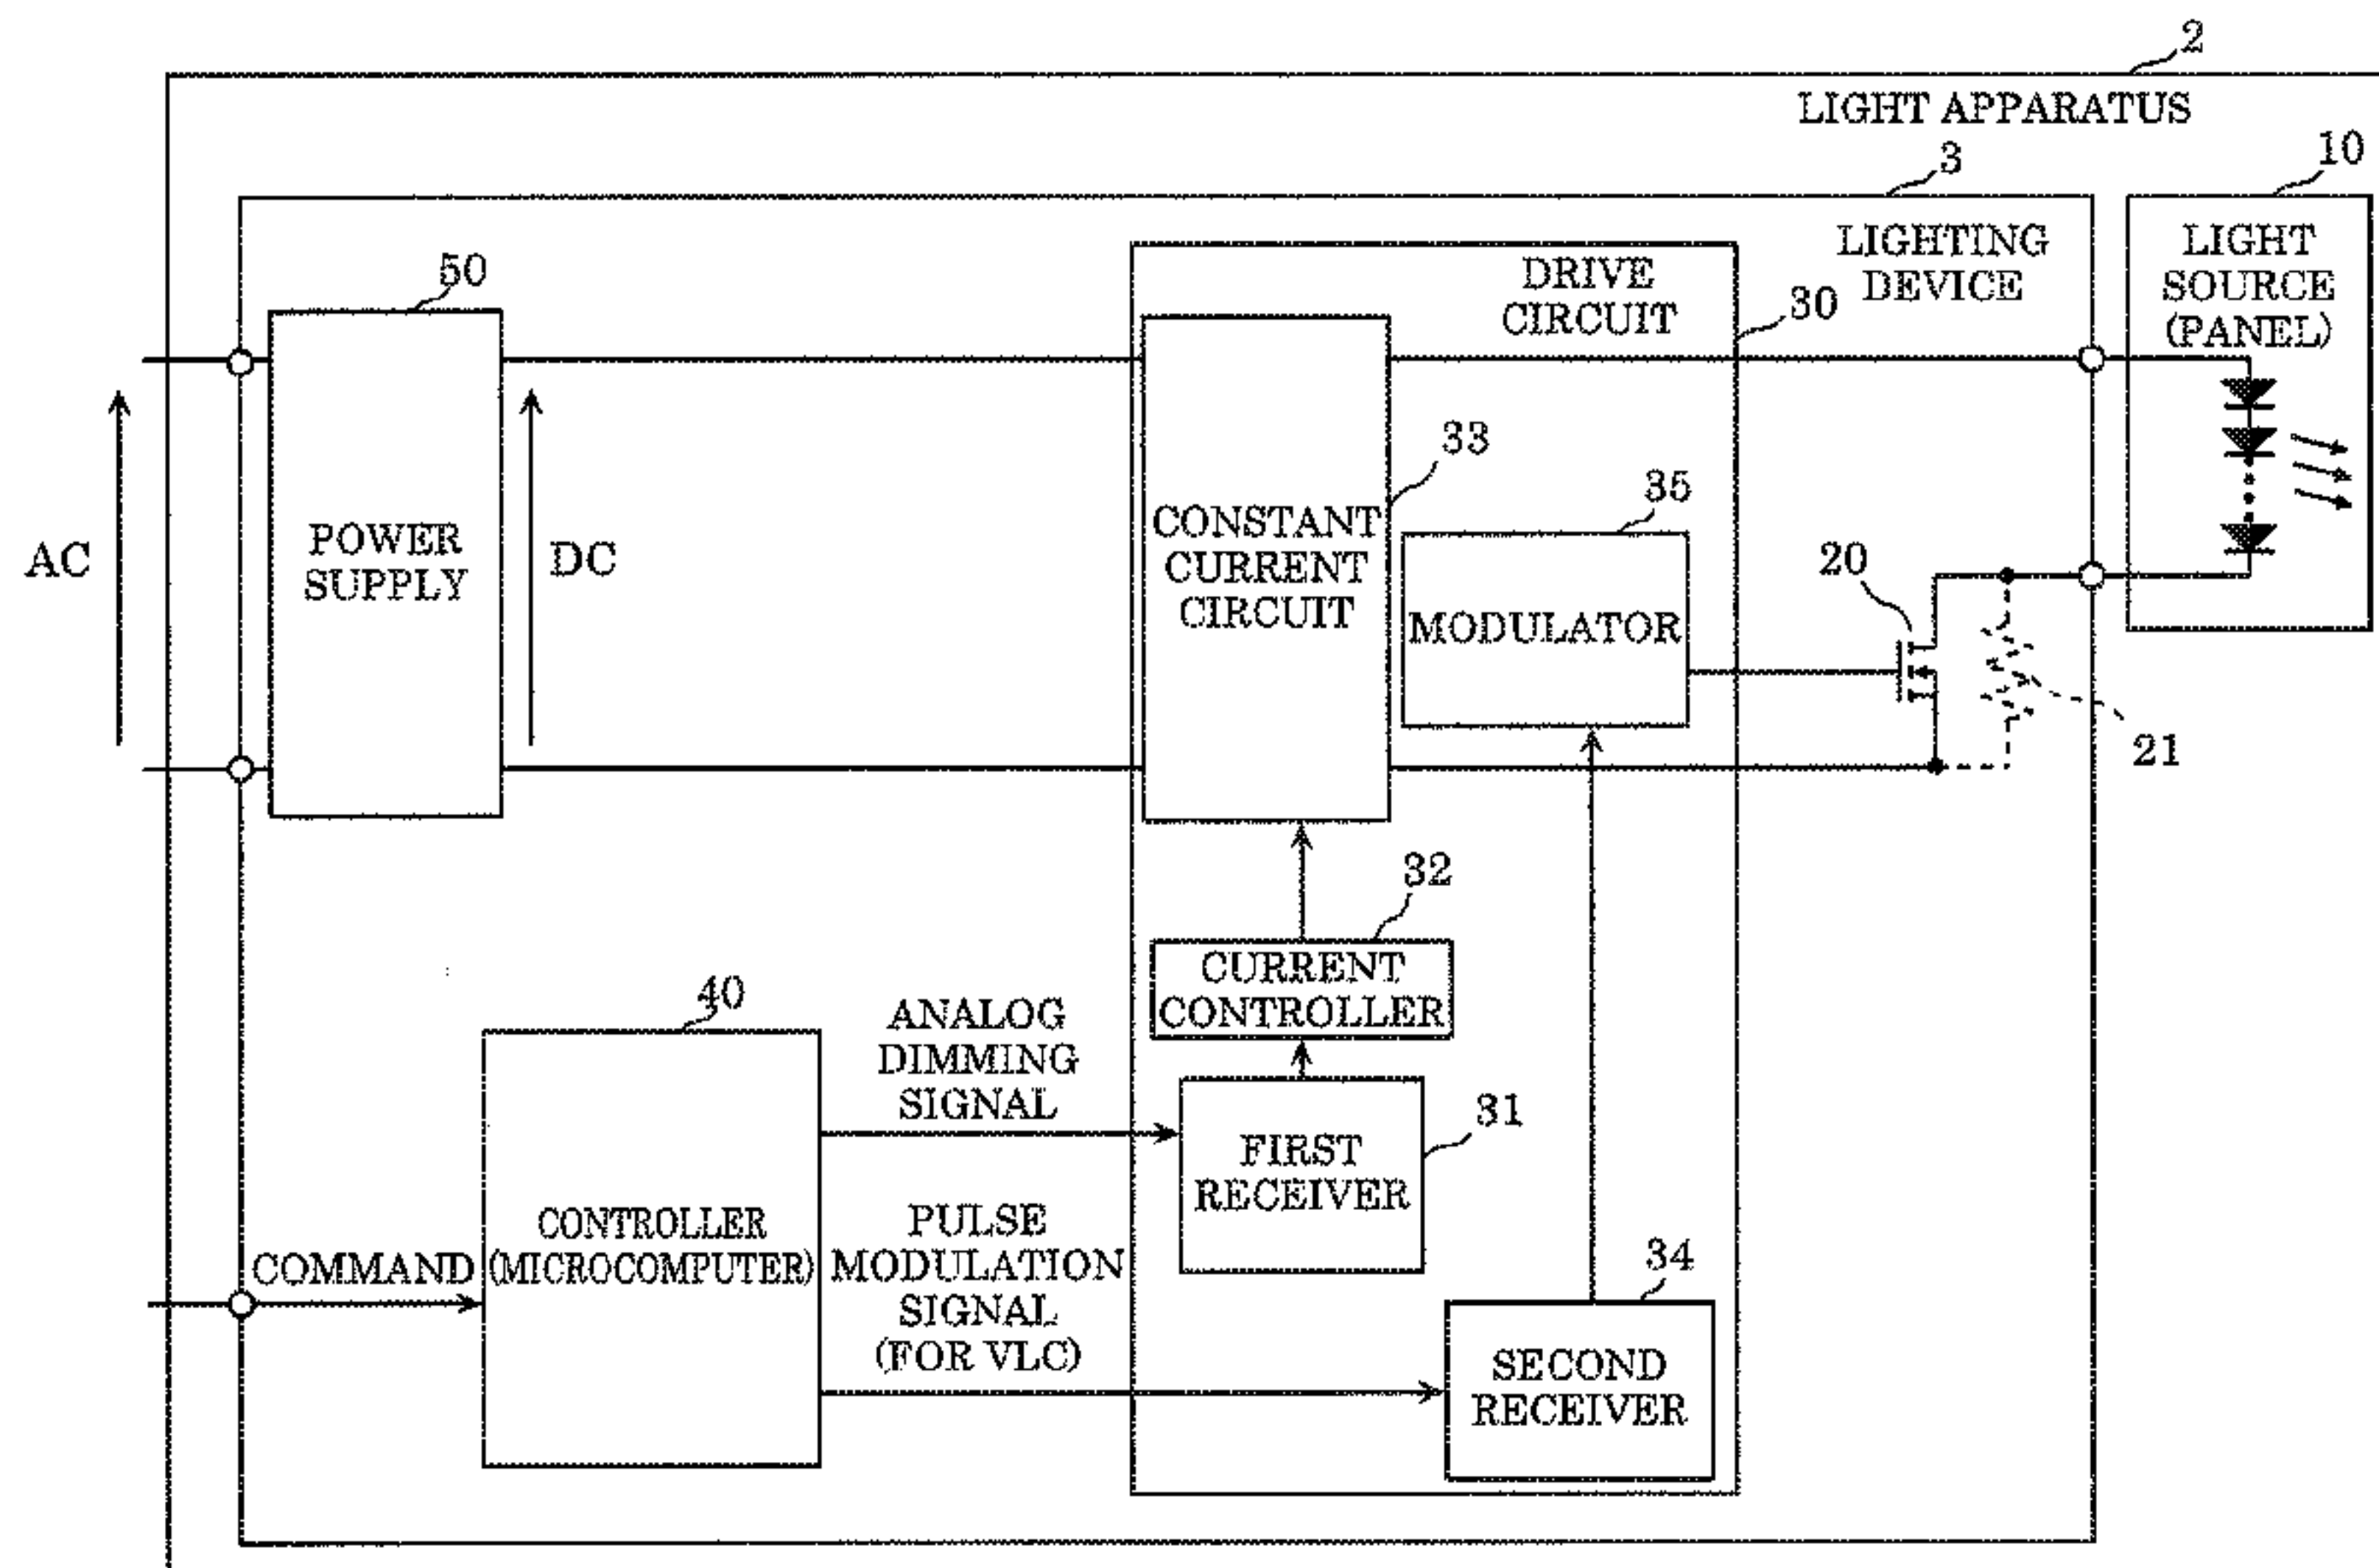 2
LIGHT APPARATUS
3
10
LIGHTING
DEVICE
LIGHT
SOURCE
(PANEL)
50
DRIVE
CIRCUIT
30
33
35
AC
POWER
SUPPLY
DC
CONSTANT
CURRENT
CIRCUIT
MODULATOR
20
21
32
CURRENT
CONTROLLER
40
ANALOG
DIMMING
SIGNAL
31
FIRST
RECEIVER
COMMAND
CONTROLLER
(MICROCOMPUTER)
PULSE
MODULATION
SIGNAL
(FOR VLC)
34
SECOND
RECEIVER